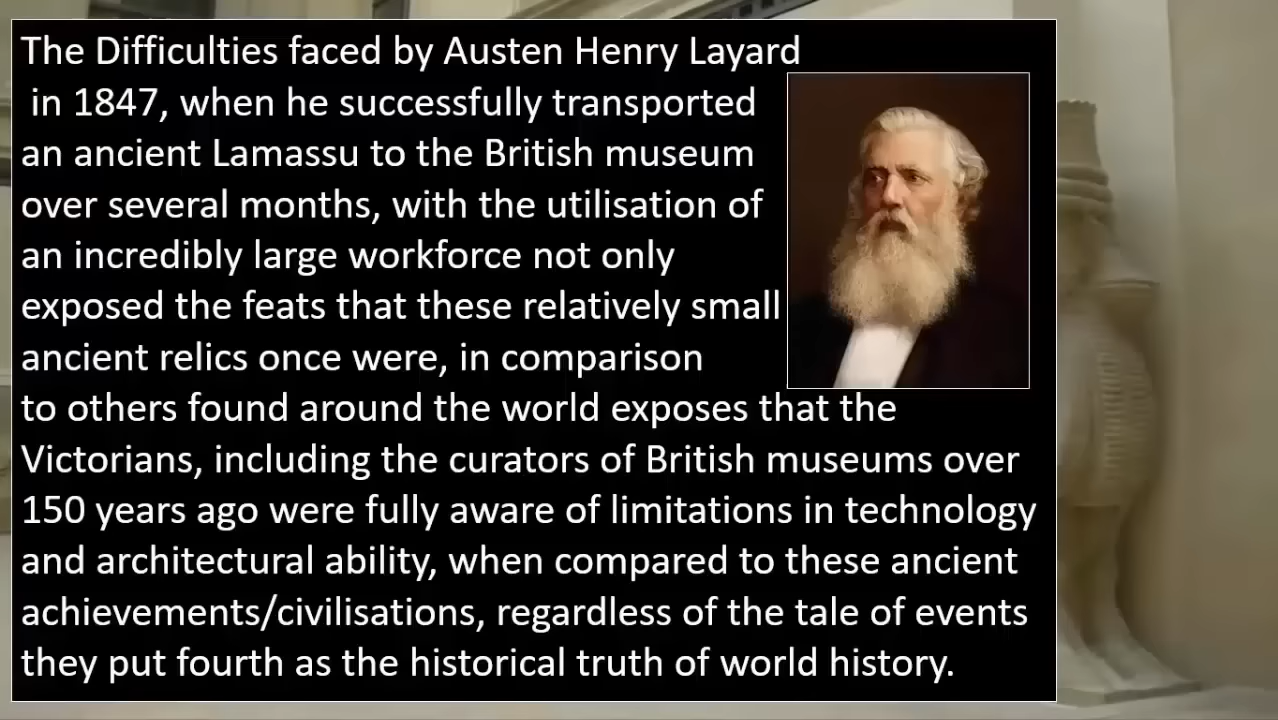 The Difficulties faced by Austen Henry Layard
in 1847, when he successfully transported
an ancient Lamassu to the British museum
over several months, with the utilisation of
an incredibly large workforce not only
exposed the feats that these relatively small
ancient relics once were, in comparison
to others found around the world exposes that the
Victorians, including the curators of British museums over
150 years ago were fully aware of limitations in technology
and architectural ability, when compared to these ancient
achievements/civilisations, regardless of the tale of events
they put fourth as the historical truth of world history.